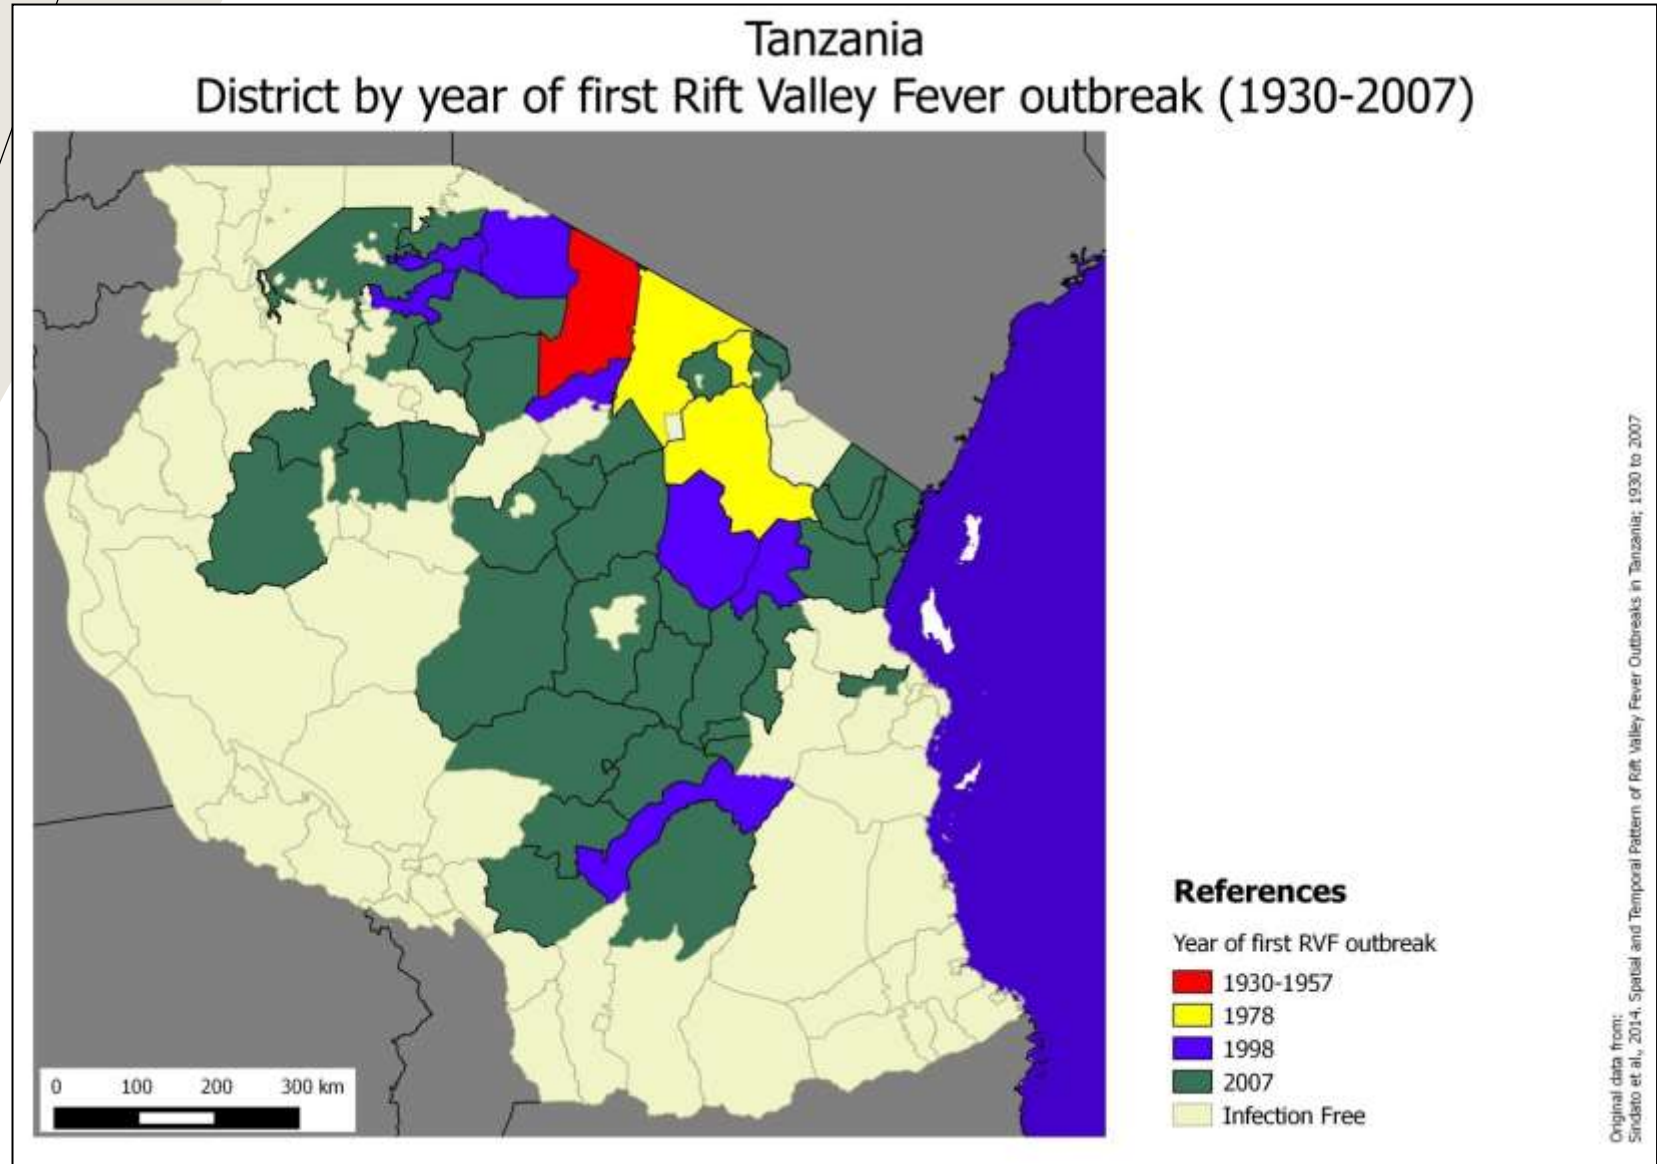 Tanzania
District by year of first Rift Valley Fever outbreak (1930-2007)
References
Year of first RVF outbreak
1930-1957
1978
1998
2007
Infection Free
0 100 200 300 km
Original data from:
Sindato et al., 2014. Spatial and Temporal Pattern of Rift Valley Fever Outbreaks in Tanzania; 1930 to 2007